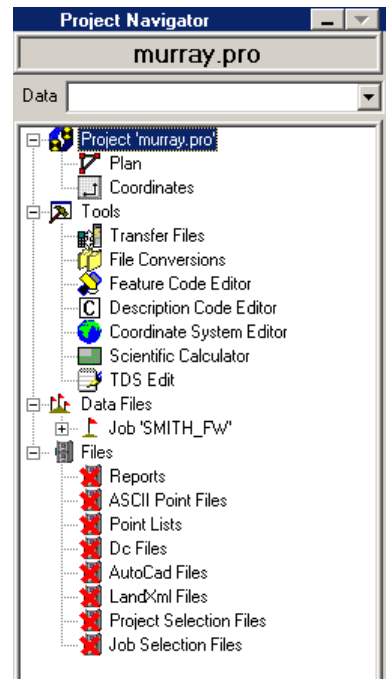 Project Navigator
murray.pro
Data
Project 'murray.pro'
Plan
Coordinates
Tools
Transfer Files
File Conversions
Feature Code Editor
C Description Code Editor
Coordinate System Editor
Scientific Calculator
TDS Edit
Data Files
Job 'SMITH_FW'
Files
Reports
ASCII Point Files
Point Lists
Dc Files
AutoCad Files
LandXml Files
Project Selection Files
Job Selection Files